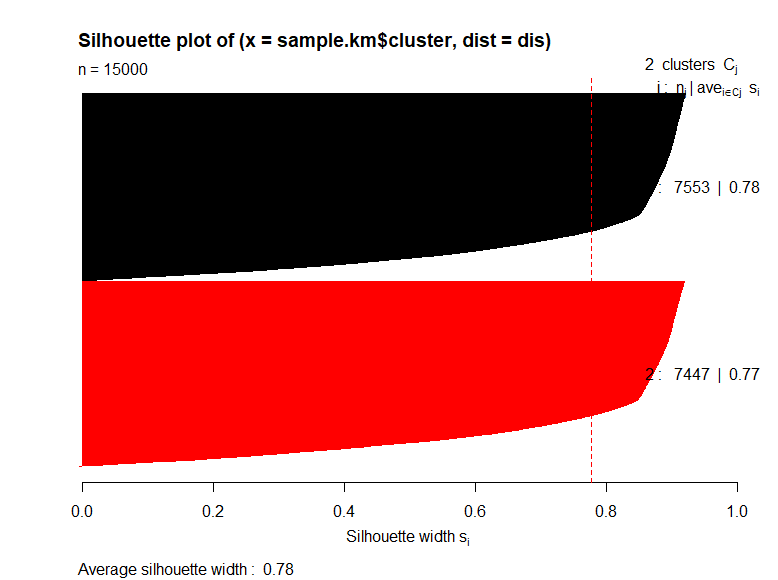 Silhouette plot of (x = sample.km$cluster, dist = dis)
n = 15000
2 clusters Cj
j : nj | avei∈Cj si
: 7553 | 0.78
2 : 7447 | 0.77
0.0 0.2 0.4 0.6 0.8 1.0
Silhouette width si
Average silhouette width : 0.78